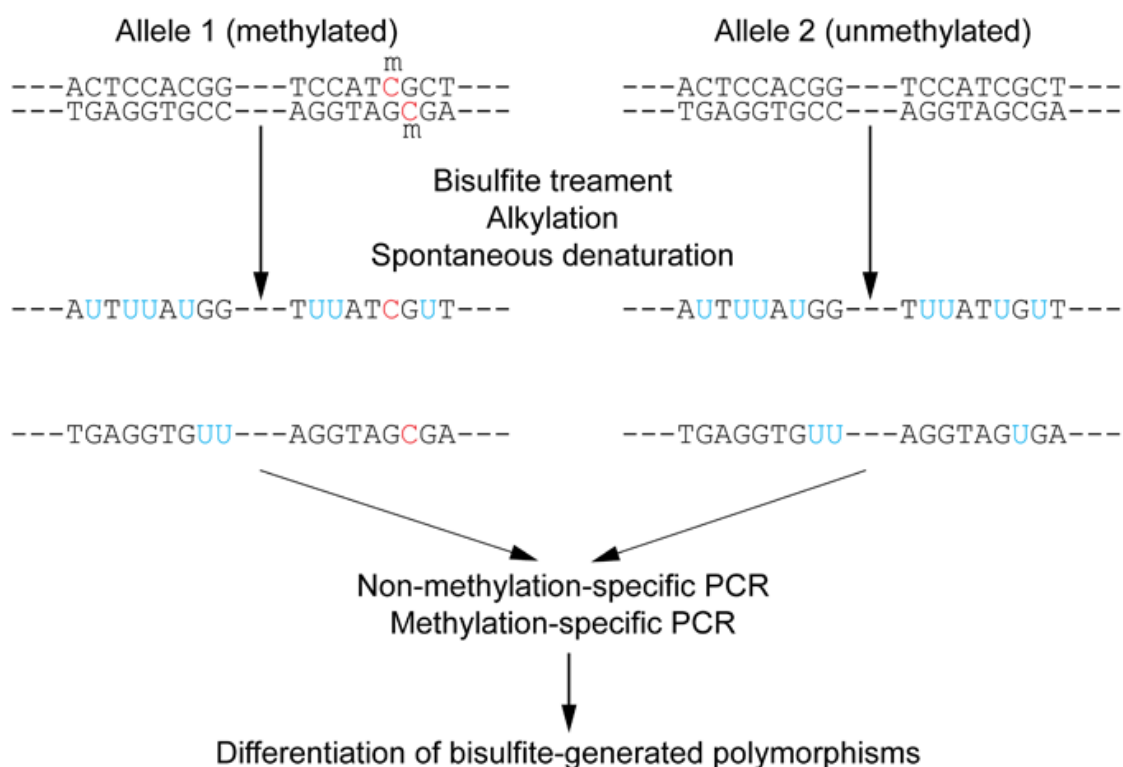 Allele 1 (methylated) Allele 2 (unmethylated)
m
---ACTCCACGG---TCCATCGCT--- ---ACTCCACGG---TCCATCGCT---
---TGAGGTGCC---AGGTAGCGA--- ---TGAGGTGCC---AGGTAGCGA---
m
Bisulfite treament
Alkylation
Spontaneous denaturation
---AUTUUAUGG---TUUATCGUT--- ---AUTUUAUGG---TUUATUGUT---
---TGAGGTGUU---AGGTAGCGA--- ---TGAGGTGUU---AGGTAGUGA---
Non-methylation-specific PCR
Methylation-specific PCR
Differentiation of bisulfite-generated polymorphisms